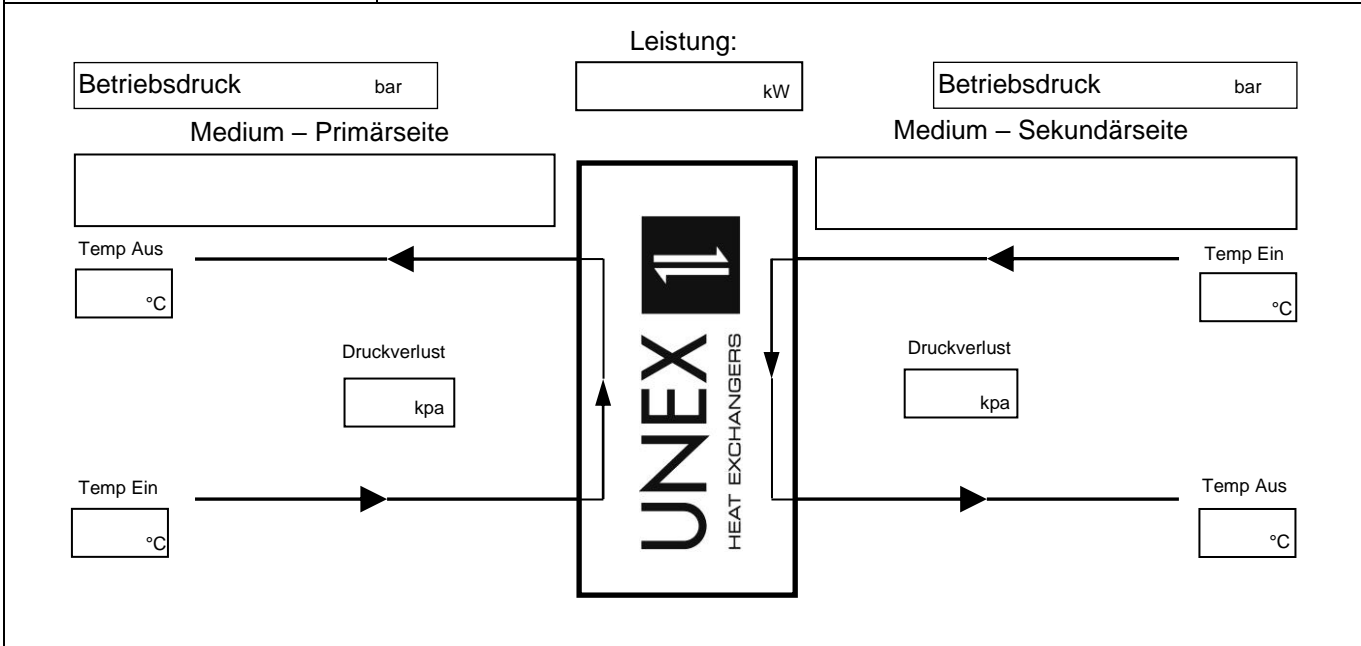 Leistung:
Betriebsdruck bar
kW
Betriebsdruck bar
Medium – Primärseite
Medium – Sekundärseite
Temp Aus
°C
Temp Ein
°C
Druckverlust
kpa
Druckverlust
kpa
Temp Ein
°C
Temp Aus
°C
UNEX
HEAT EXCHANGERS